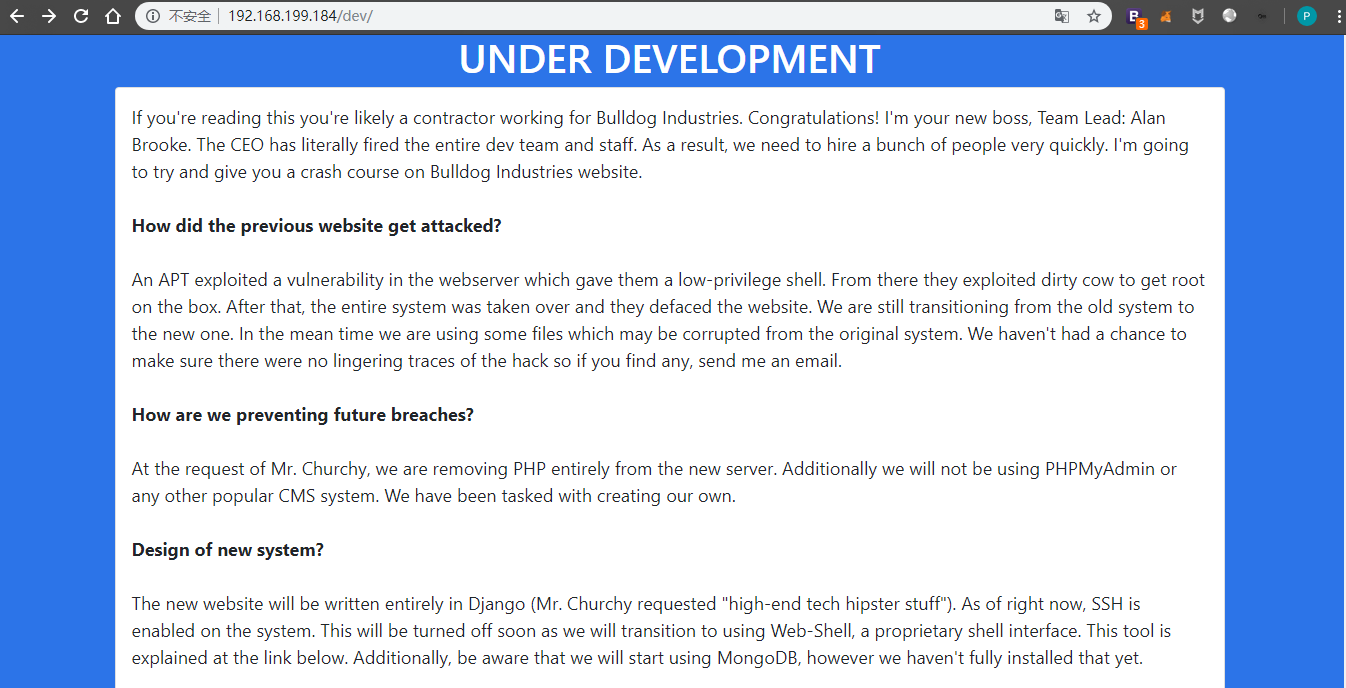 不安全
192.168.199.184/dev/
B
3
P
UNDER DEVELOPMENT
If you're reading this you're likely a contractor working for Bulldog Industries. Congratulations! I'm your new boss, Team Lead: Alan
Brooke. The CEO has literally fired the entire dev team and staff. As a result, we need to hire a bunch of people very quickly. I'm going
to try and give you a crash course on Bulldog Industries website.
How did the previous website get attacked?
An APT exploited a vulnerability in the webserver which gave them a low-privilege shell. From there they exploited dirty cow to get root
on the box. After that, the entire system was taken over and they defaced the website. We are still transitioning from the old system to
the new one. In the mean time we are using some files which may be corrupted from the original system. We haven't had a chance to
make sure there were no lingering traces of the hack so if you find any, send me an email.
How are we preventing future breaches?
At the request of Mr. Churchy, we are removing PHP entirely from the new server. Additionally we will not be using PHPMyAdmin or
any other popular CMS system. We have been tasked with creating our own.
Design of new system?
The new website will be written entirely in Django (Mr. Churchy requested "high-end tech hipster stuff"). As of right now, SSH is
enabled on the system. This will be turned off soon as we will transition to using Web-Shell, a proprietary shell interface. This tool is
explained at the link below. Additionally, be aware that we will start using MongoDB, however we haven't fully installed that yet.